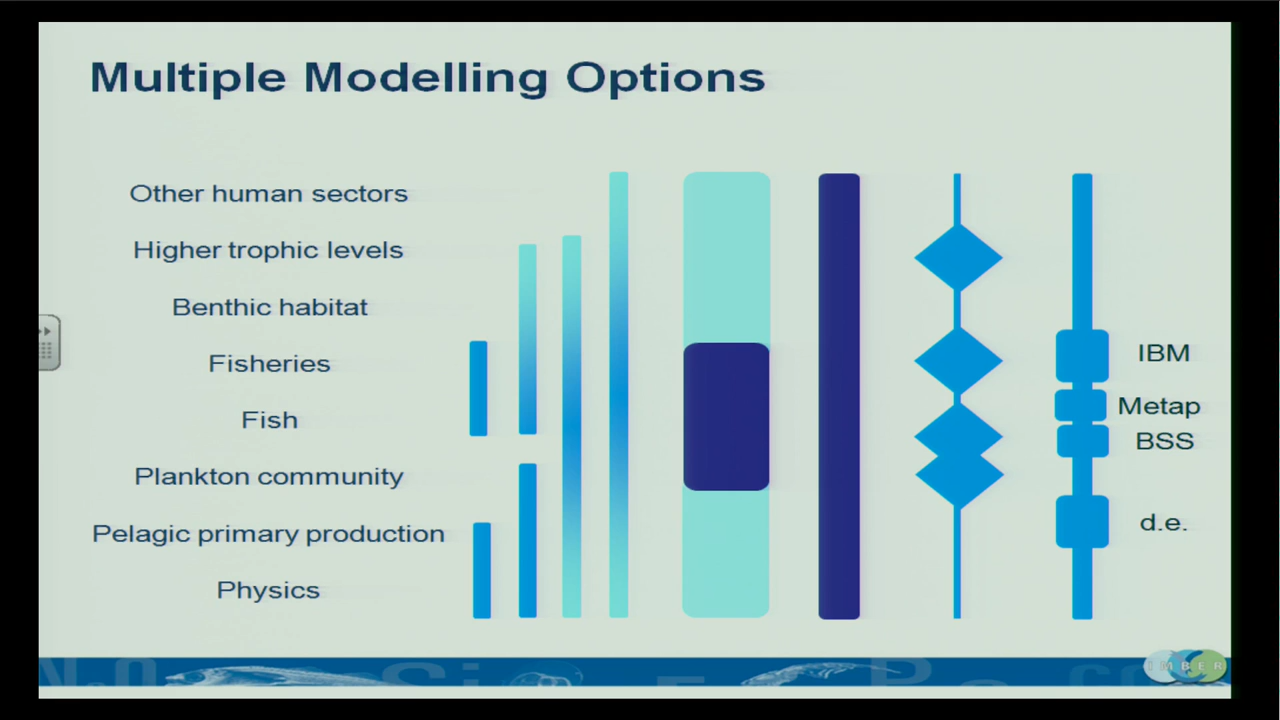 Multiple Modelling Options
Other human sectors
Higher trophic levels
Benthic habitat
Fisheries
Fish
Plankton community
Pelagic primary production
Physics
IBM
Metap
BSS
d.e.
IMBER